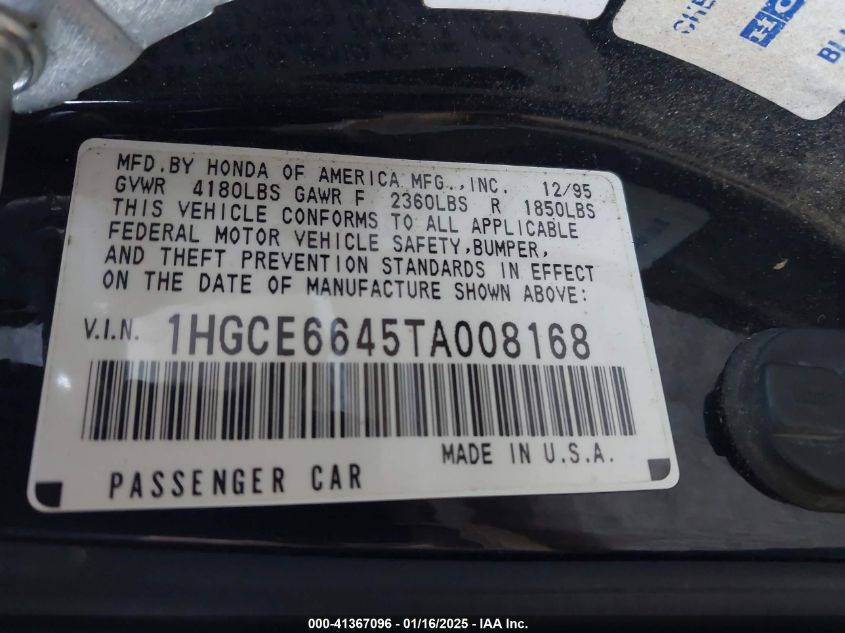 MFD.BY HONDA OF AMERICA MFG.,INC. 12/95
GVWR 4180LBS GAWR F 2360LBS R 1850LBS
THIS VEHICLE CONFORMS TO ALL APPLICABLE
FEDERAL MOTOR VEHICLE SAFETY,BUMPER,
AND THEFT PREVENTION STANDARDS IN EFFECT
ON THE DATE OF MANUFACTURE SHOWN ABOVE:
V.I.N. 1HGCE6645TA008168
MADE IN U.S.A.
PASSENGER CAR
000-41367096 - 01/16/2025 - IAA Inc.